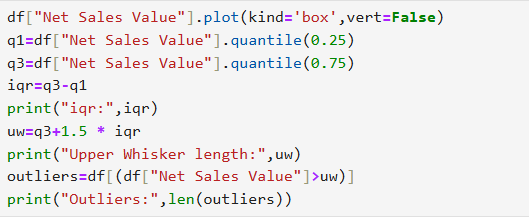 df["Net Sales Value"].plot(kind='box',vert=False)
q1=df["Net Sales Value"].quantile(0.25)
q3=df["Net Sales Value"].quantile(0.75)
iqr=q3-q1
print("iqr:",iqr)
uw=q3+1.5 * iqr
print("Upper Whisker length:",uw)
outliers=df[(df["Net Sales Value"]>uw)]
print("Outliers:",len(outliers))